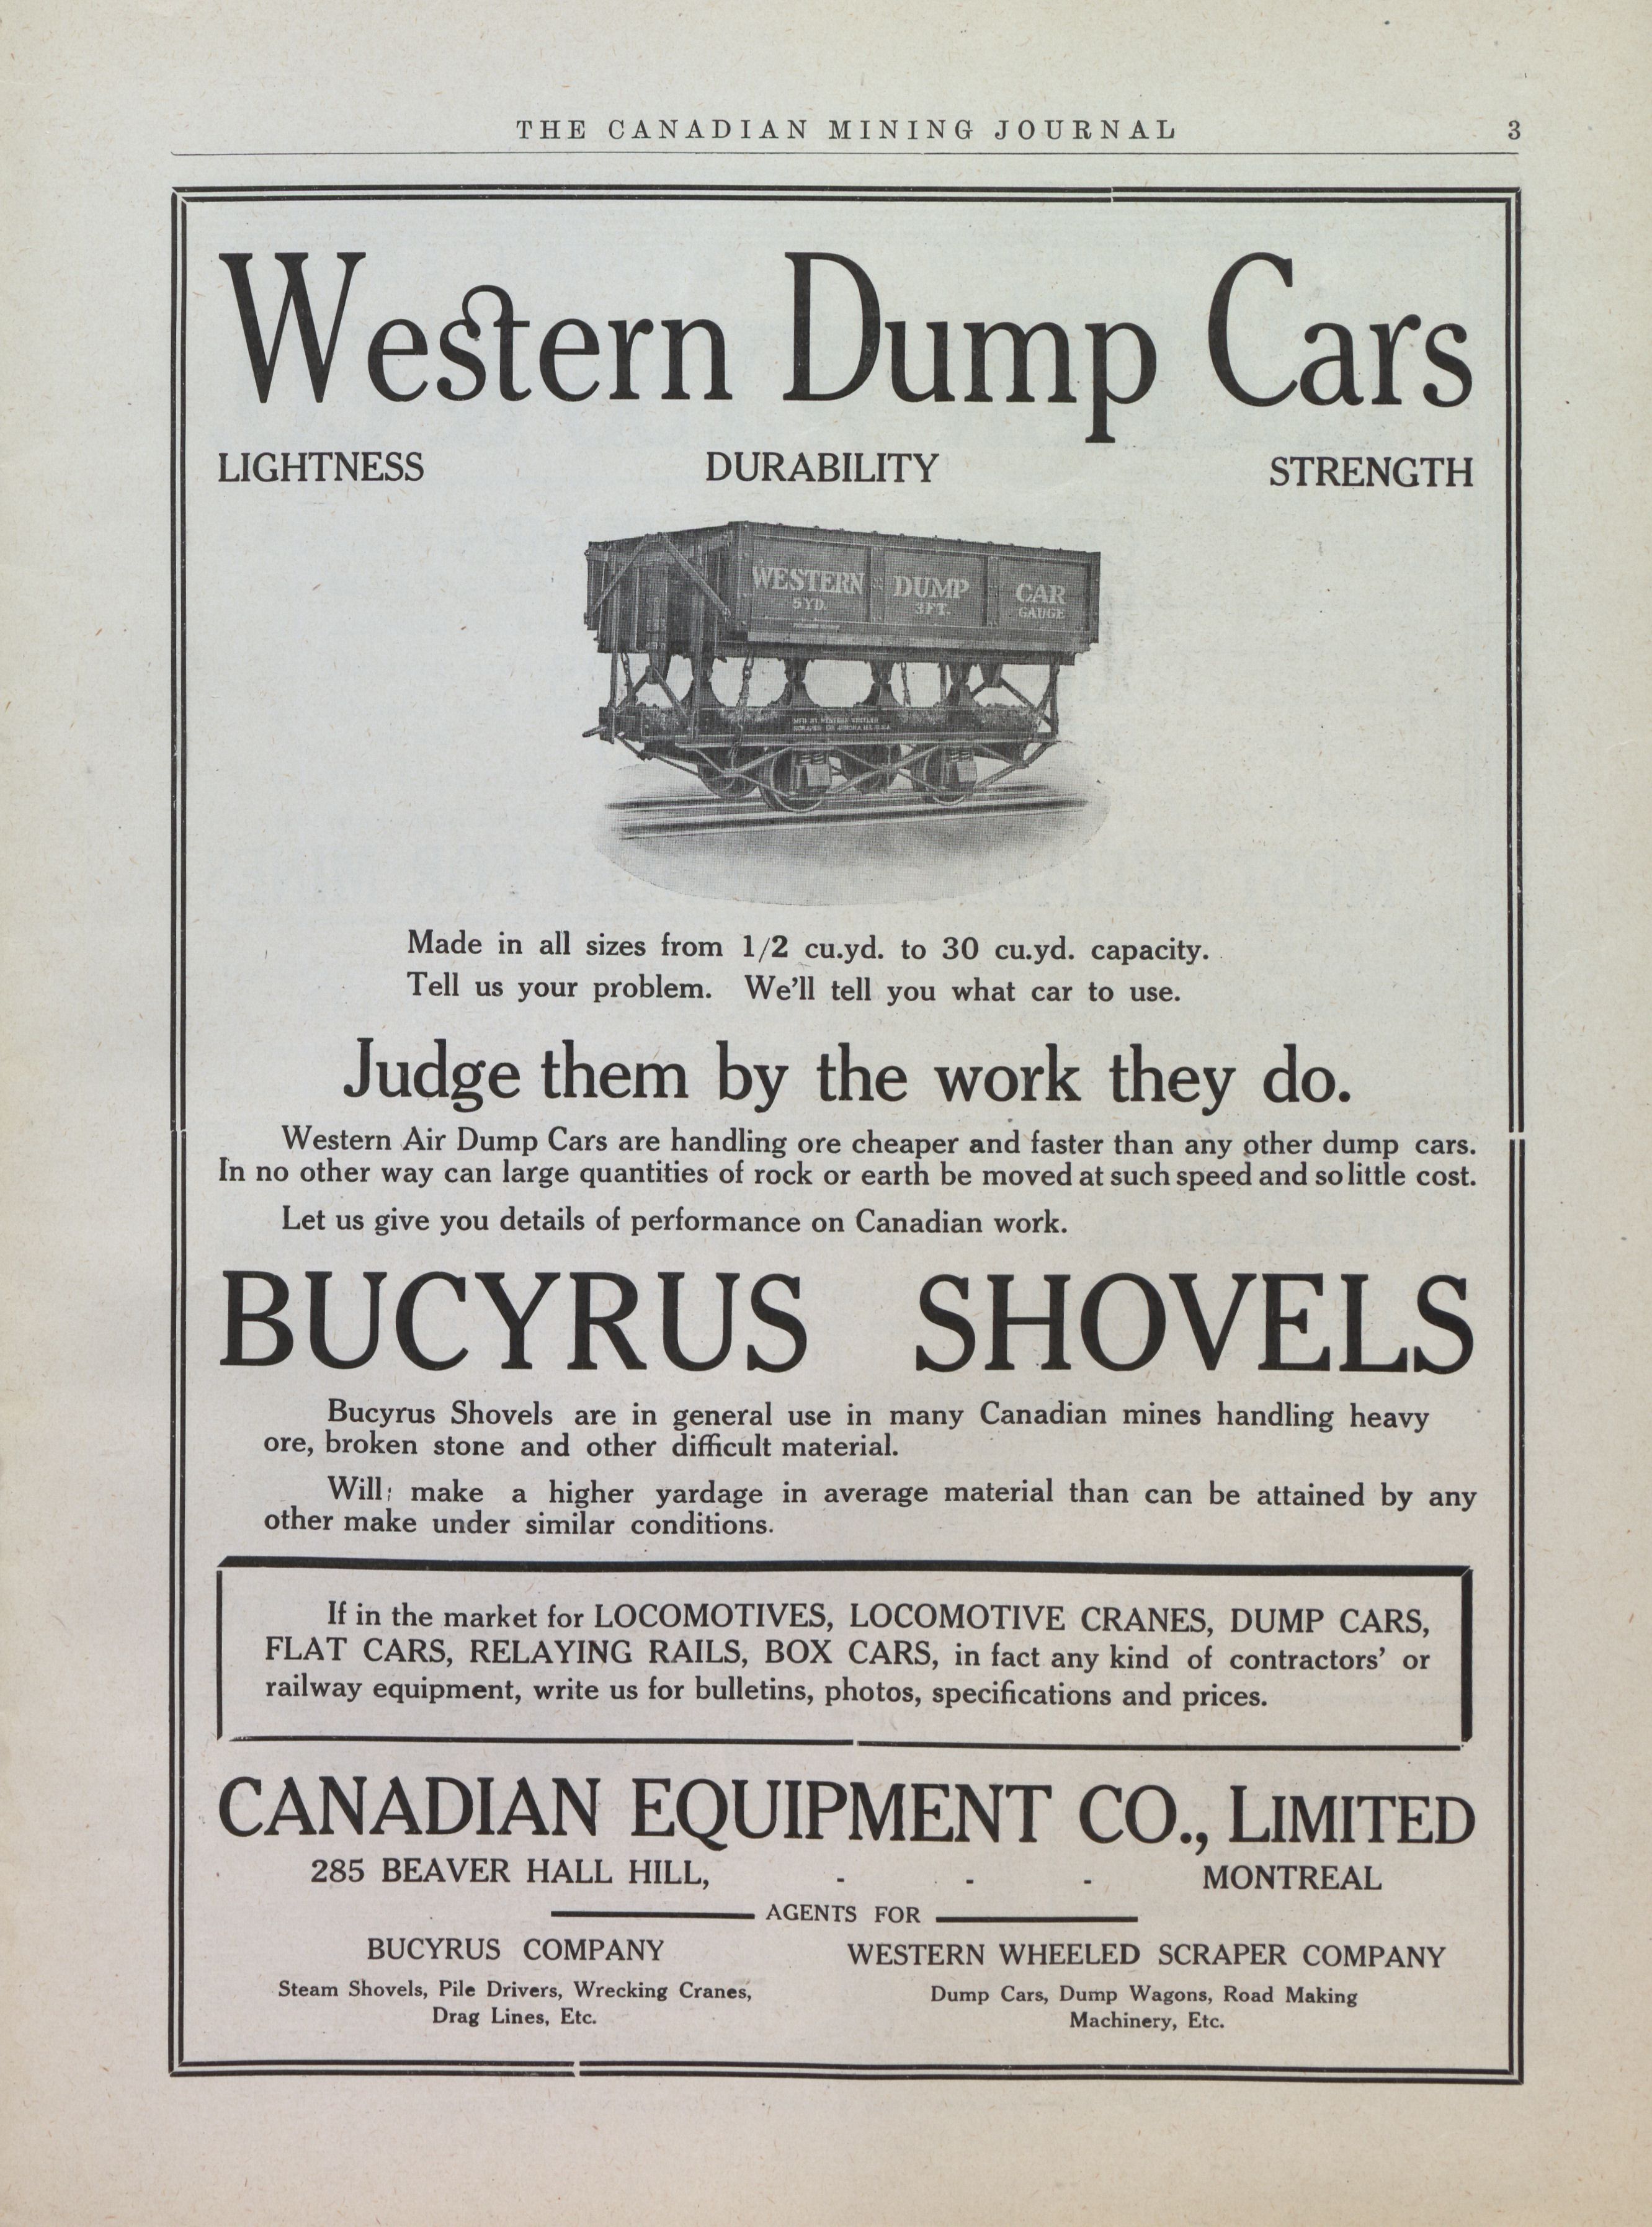 THE CANADIAN MINING JOURNAL 3
Western Dump Cars
LIGHTNESS DURABILITY STRENGTH
WESTERN DUMP CAR
5YD. 3FT. GAUGE
MFD BY WESTERN WHEELED
SCRAPER CO. AURORA, ILL. U.S.A.
Made in all sizes from 1/2 cu.yd. to 30 cu.yd. capacity.
Tell us your problem. We'll tell you what car to use.
Judge them by the work they do.
Western Air Dump Cars are handling ore cheaper and faster than any other dump cars.
In no other way can large quantities of rock or earth be moved at such speed and so little cost.
Let us give you details of performance on Canadian work.
BUCYRUS SHOVELS
Bucyrus Shovels are in general use in many Canadian mines handling heavy
ore, broken stone and other difficult material.
Will make a higher yardage in average material than can be attained by any
other make under similar conditions.
If in the market for LOCOMOTIVES, LOCOMOTIVE CRANES, DUMP CARS,
FLAT CARS, RELAYING RAILS, BOX CARS, in fact any kind of contractors' or
railway equipment, write us for bulletins, photos, specifications and prices.
CANADIAN EQUIPMENT CO., LIMITED
285 BEAVER HALL HILL, - - - MONTREAL
AGENTS FOR
BUCYRUS COMPANY
Steam Shovels, Pile Drivers, Wrecking Cranes,
Drag Lines, Etc.
WESTERN WHEELED SCRAPER COMPANY
Dump Cars, Dump Wagons, Road Making
Machinery, Etc.